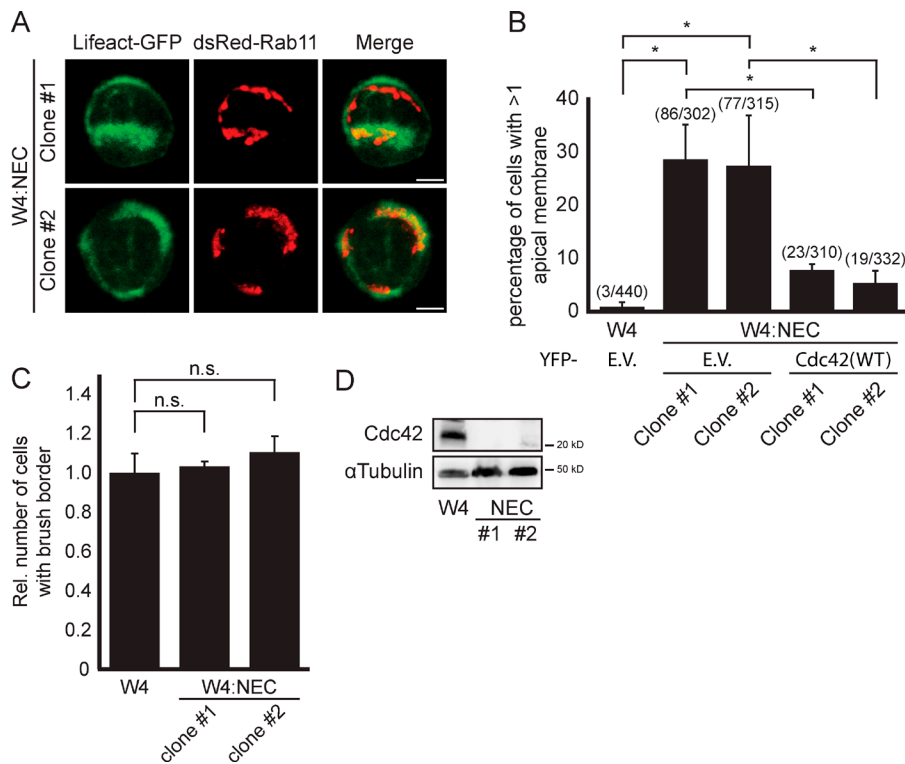 A
Lifeact-GFP dsRed-Rab11 Merge
W4:NEC
Clone #1
Clone #2
B
* 
* *
*
percentage of cells with >1
apical membrane
40
30
20
10
0
(3/440)
(86/302)
(77/315)
(23/310)
(19/332)
W4 W4:NEC
YFP- E.V. E.V. Cdc42(WT)
Clone #1 Clone #2 Clone #1 Clone #2
C
n.s.
n.s.
Rel. number of cells
with brush border
1.4
1.2
1.0
0.8
0.6
0.4
0.2
0
W4 W4:NEC
clone #1 clone #2
D
Cdc42
20 kD
αTubulin
50 kD
W4 NEC
#1 #2